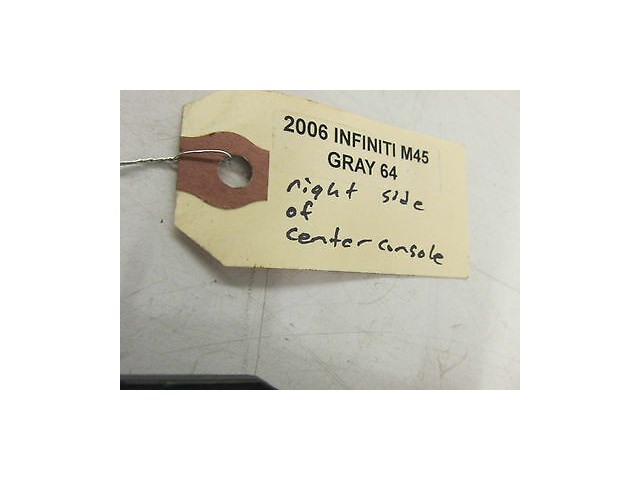 2006 INFINITI M45
GRAY 64
right side
of
center console